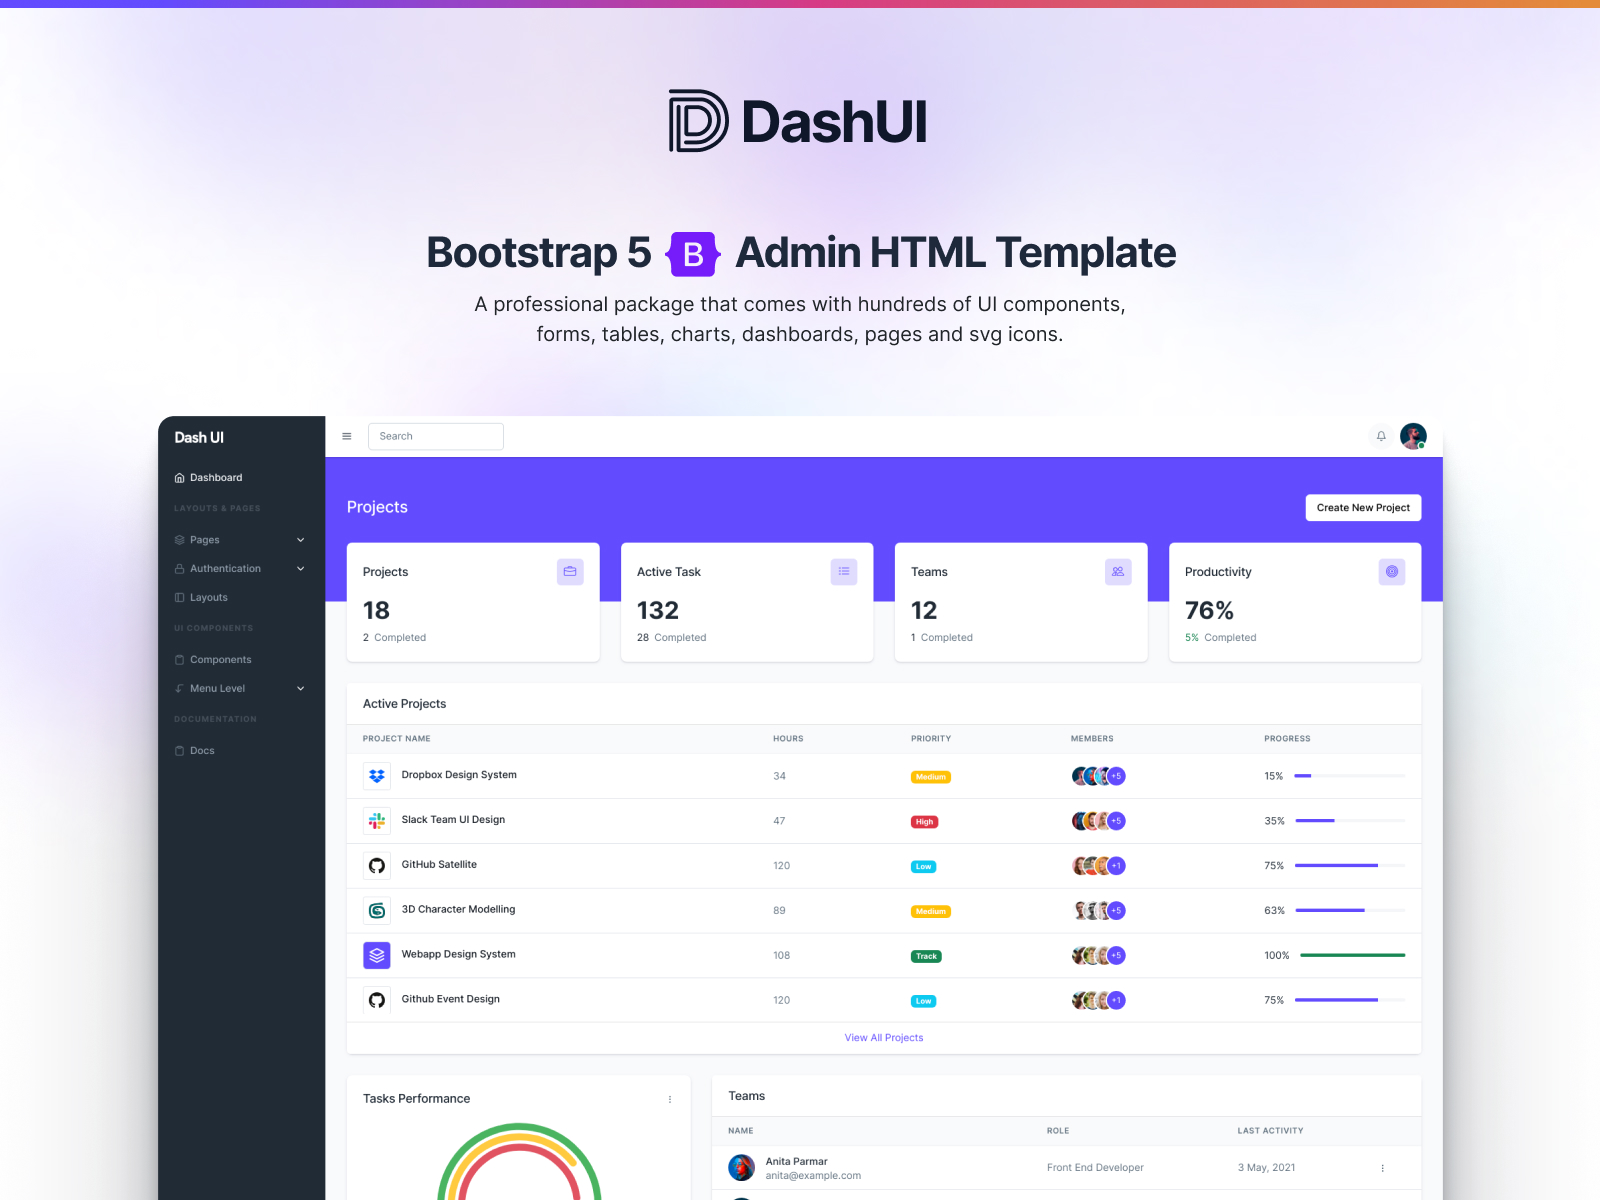 DashUI
Bootstrap 5 {B} Admin HTML Template
A professional package that comes with hundreds of UI components,
forms, tables, charts, dashboards, pages and svg icons.
Dash UI
Search
Dashboard
LAYOUTS & PAGES
Pages
Authentication
Layouts
UI COMPONENTS
Components
Menu Level
DOCUMENTATION
Docs
Projects
Create New Project
Projects
18
2 Completed
Active Task
132
28 Completed
Teams
12
1 Completed
Productivity
76%
5% Completed
Active Projects
PROJECT NAME HOURS PRIORITY MEMBERS PROGRESS
Dropbox Design System 34 Medium +5 15%
Slack Team UI Design 47 High +5 35%
GitHub Satellite 120 Low +1 75%
3D Character Modelling 89 Medium +5 63%
Webapp Design System 108 Track +5 100%
Github Event Design 120 Low +1 75%
View All Projects
Tasks Performance
Teams
NAME ROLE LAST ACTIVITY
Anita Parmar
anita@example.com
Front End Developer 3 May, 2021